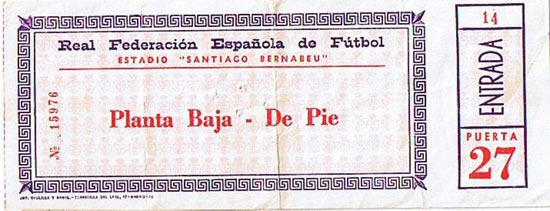 Real Federación Española de Fútbol
ESTADIO "SANTIAGO BERNABEU"
Planta Baja - De Pie
Nº 15976
14
ENTRADA
PUERTA
27